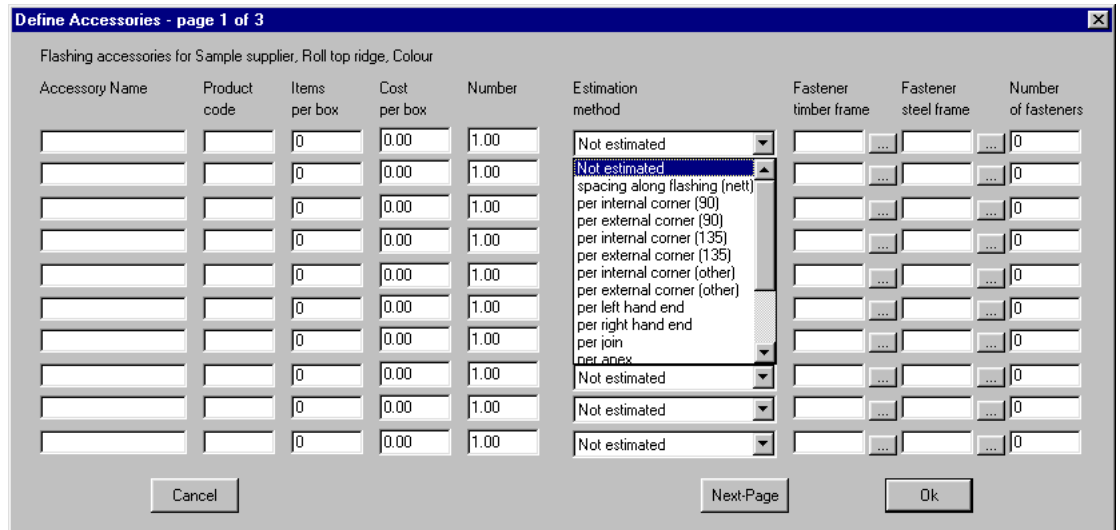 Define Accessories - page 1 of 3
Flashing accessories for Sample supplier, Roll top ridge, Colour
Accessory Name Product code Items per box Cost per box Number Estimation method Fastener timber frame Fastener steel frame Number of fasteners
0 0.00 1.00 Not estimated ... ... 0
0 0.00 1.00 ... ... 0
0 0.00 1.00 ... ... 0
0 0.00 1.00 ... ... 0
0 0.00 1.00 ... ... 0
0 0.00 1.00 ... ... 0
0 0.00 1.00 ... ... 0
0 0.00 1.00 Not estimated ... ... 0
0 0.00 1.00 Not estimated ... ... 0
0 0.00 1.00 Not estimated ... ... 0
Not estimated
spacing along flashing (nett)
per internal corner (90)
per external corner (90)
per internal corner (135)
per external corner (135)
per internal corner (other)
per external corner (other)
per left hand end
per right hand end
per join
per apex
Cancel Next-Page Ok